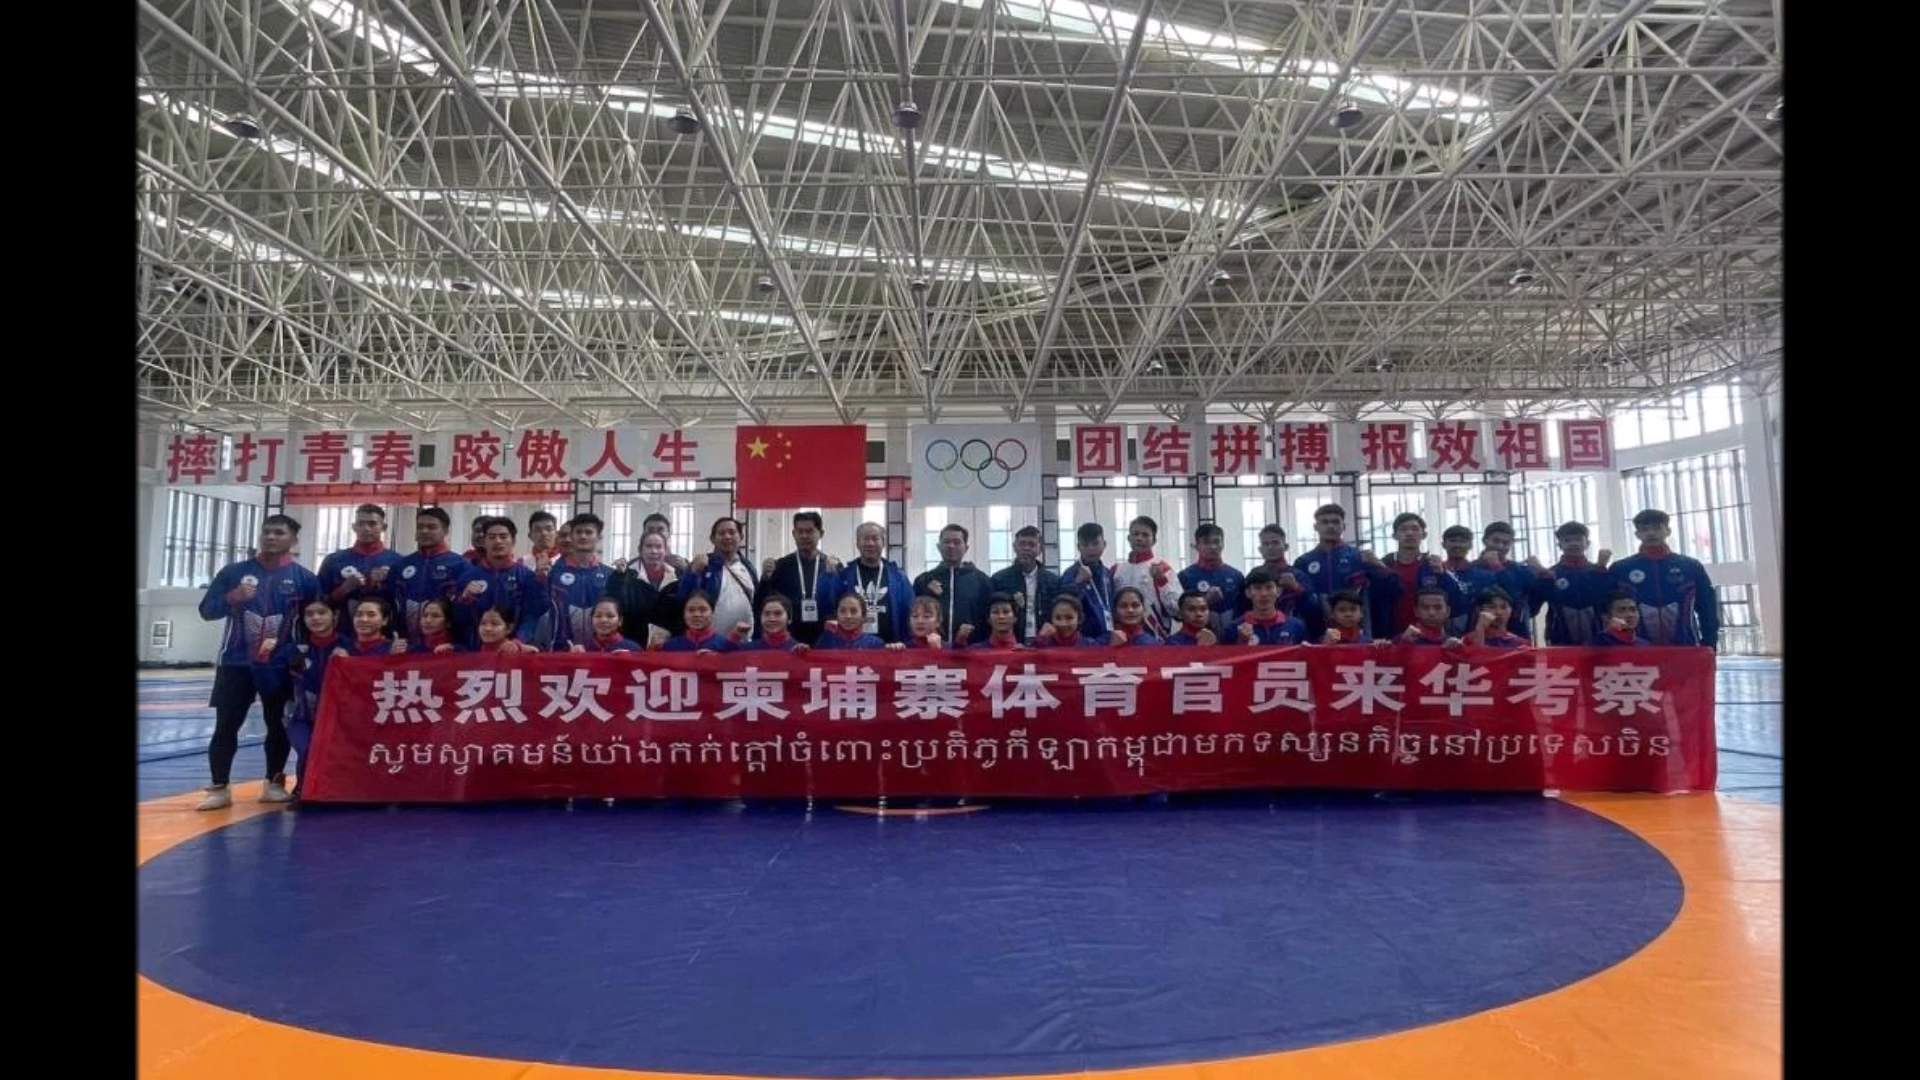 摔打青春 跤傲人生
团结拼搏 报效祖国
热烈欢迎柬埔寨体育官员来华考察
សូមស្វាគមន៍យ៉ាងកក់ក្តៅចំពោះប្រតិភូកីឡាកម្ពុជាមកទស្សនកិច្ចនៅប្រទេសចិន